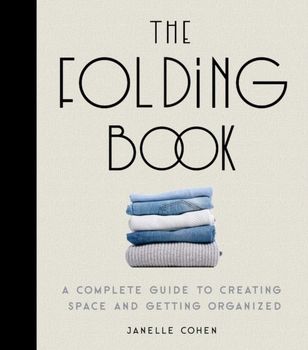 THE
FOLDiNG
BOOK
A COMPLETE GUIDE TO CREATING
SPACE AND GETTING ORGANIZED
JANELLE COHEN